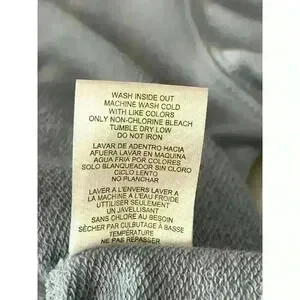 WASH INSIDE OUT
MACHINE WASH COLD
WITH LIKE COLORS
ONLY NON-CHLORINE BLEACH
TUMBLE DRY LOW
DO NOT IRON
LAVAR DE ADENTRO HACIA
AFUERA LAVAR EN MAQUINA
AGUA FRIA POR COLORES
SOLO BLANQUEADOR SIN CLORO
CICLO LENTO
NO PLANCHAR
LAVER A L'ENVERS LAVER A
LA MACHINE A L'EAU FROIDE
UTTILISER SEULEMENT
UN JAVELLISANT
SANS CHLORE AU BESOIN
SÉCHER PAR CULBUTAGE À BASSE
TEMPÉRATURE
NE PAS REPASSER